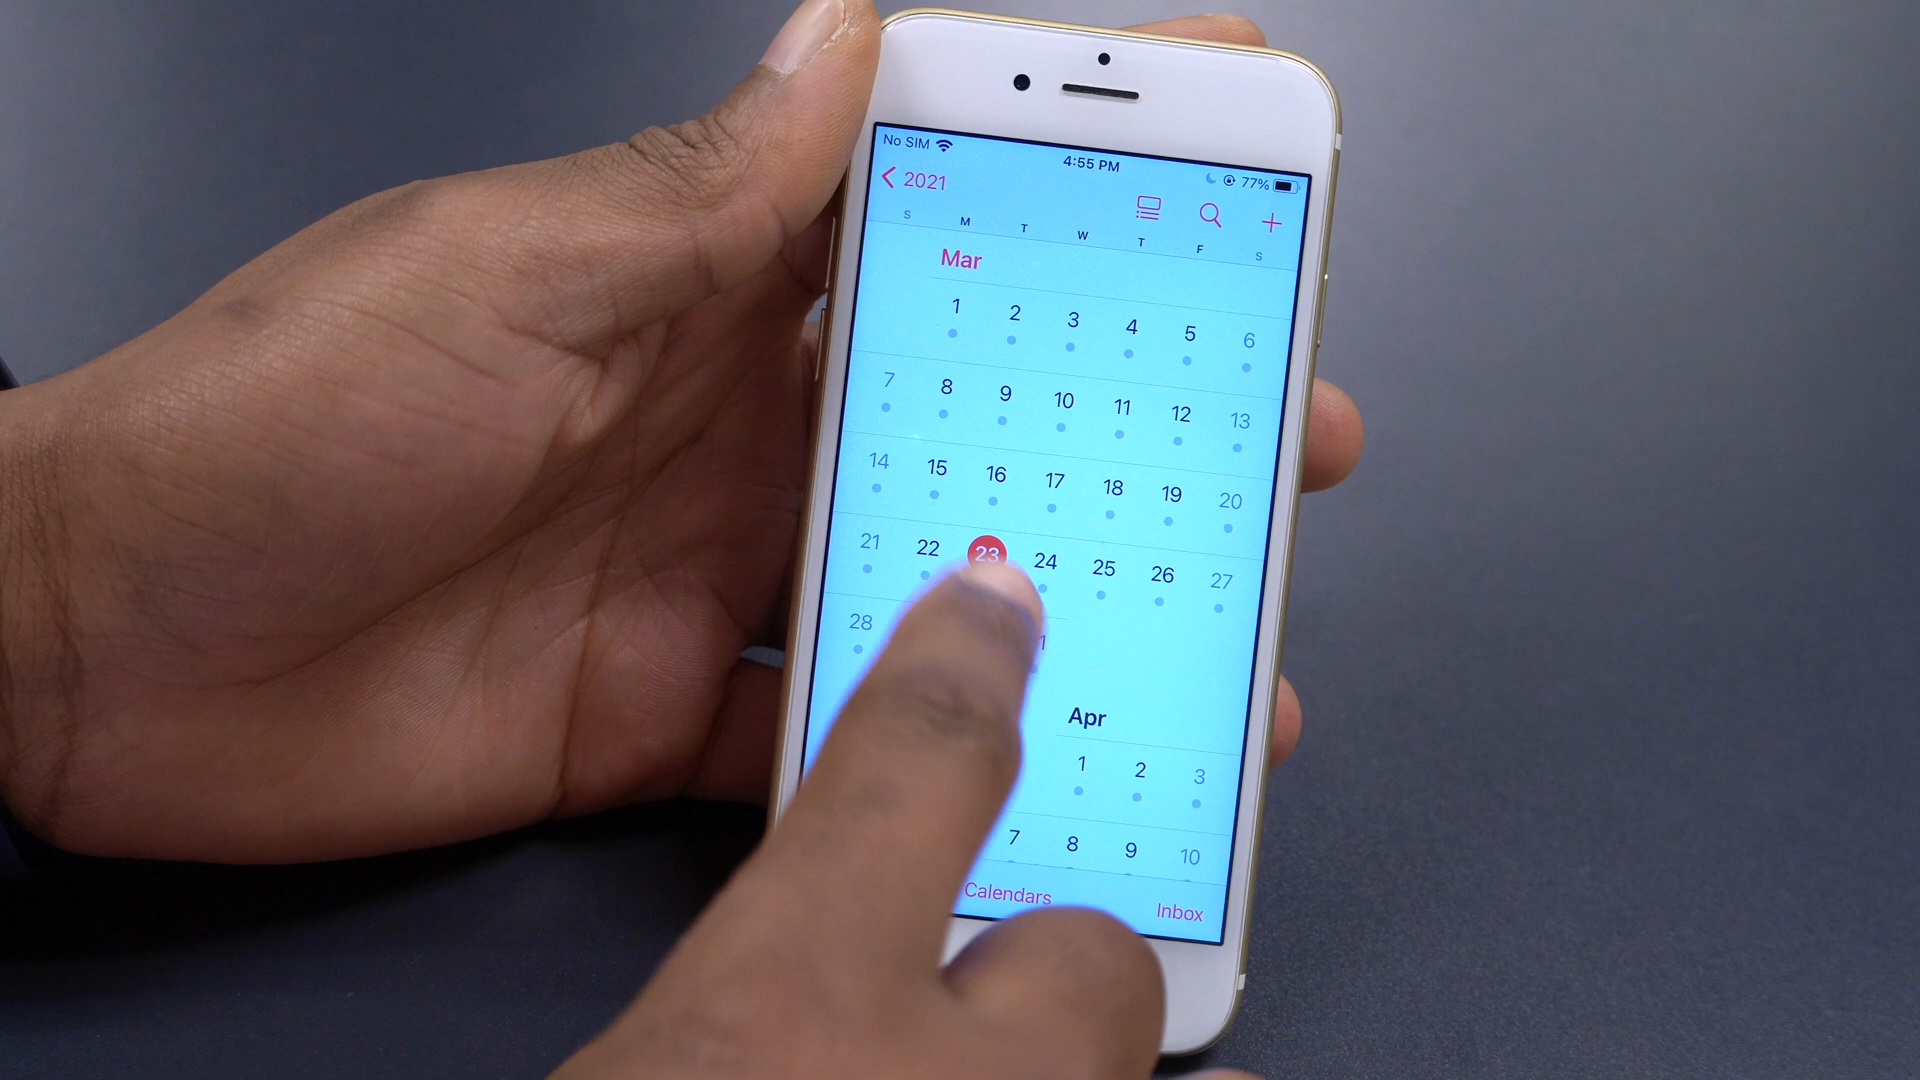 No SIM 4:55 PM 77%
2021
S M T W T F S
Mar
1 2 3 4 5 6
7 8 9 10 11 12 13
14 15 16 17 18 19 20
21 22 23 24 25 26 27
28
Apr
1 2 3
7 8 9 10
Calendars Inbox